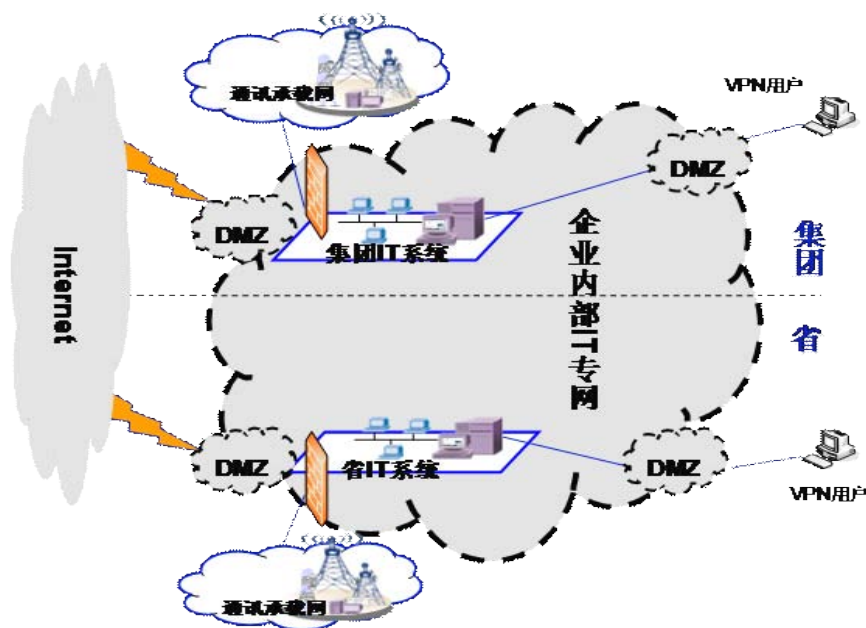 通讯承载网
VPN用户
DMZ
DMZ
集团IT系统
企业内部IT专网
集团
Internet
省
DMZ
省IT系统
DMZ
VPN用户
通讯承载网